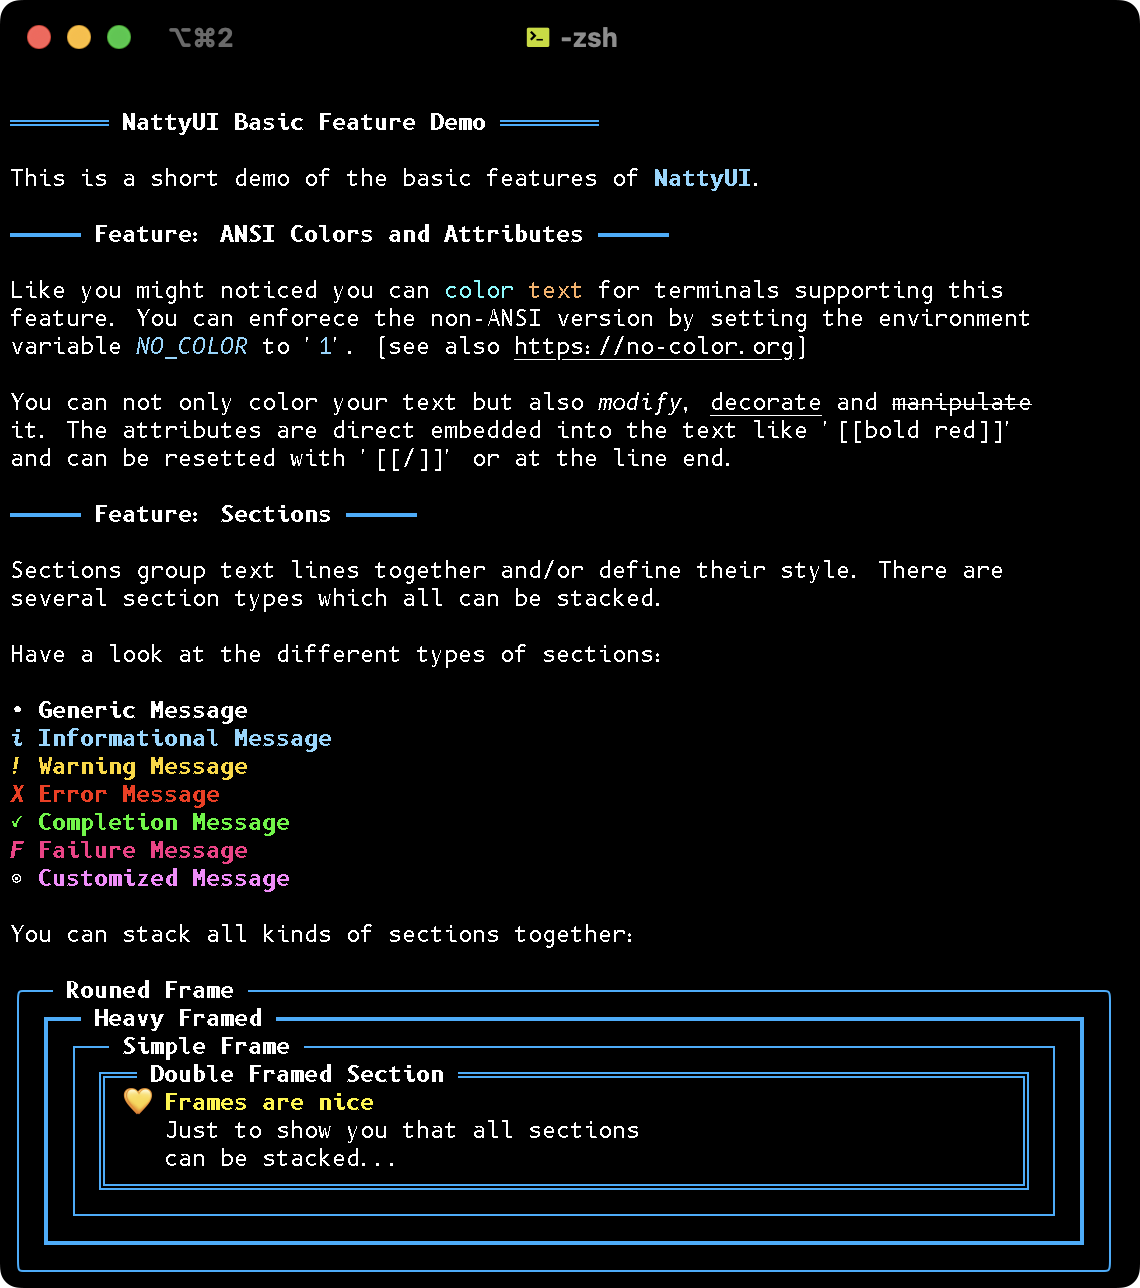 ⌥⌘2
-zsh
NattyUI Basic Feature Demo
This is a short demo of the basic features of NattyUI.
Feature: ANSI Colors and Attributes
Like you might noticed you can color text for terminals supporting this
feature. You can enforece the non-ANSI version by setting the environment
variable NO_COLOR to '1'. [see also https://no-color.org]
You can not only color your text but also modify, decorate and manipulate
it. The attributes are direct embedded into the text like '[[bold red]]'
and can be resetted with '[[/]]' or at the line end.
Feature: Sections
Sections group text lines together and/or define their style. There are
several section types which all can be stacked.
Have a look at the different types of sections:
• Generic Message
i Informational Message
! Warning Message
X Error Message
✓ Completion Message
F Failure Message
⊙ Customized Message
You can stack all kinds of sections together:
Rouned Frame
Heavy Framed
Simple Frame
Double Framed Section
💛 Frames are nice
Just to show you that all sections
can be stacked...